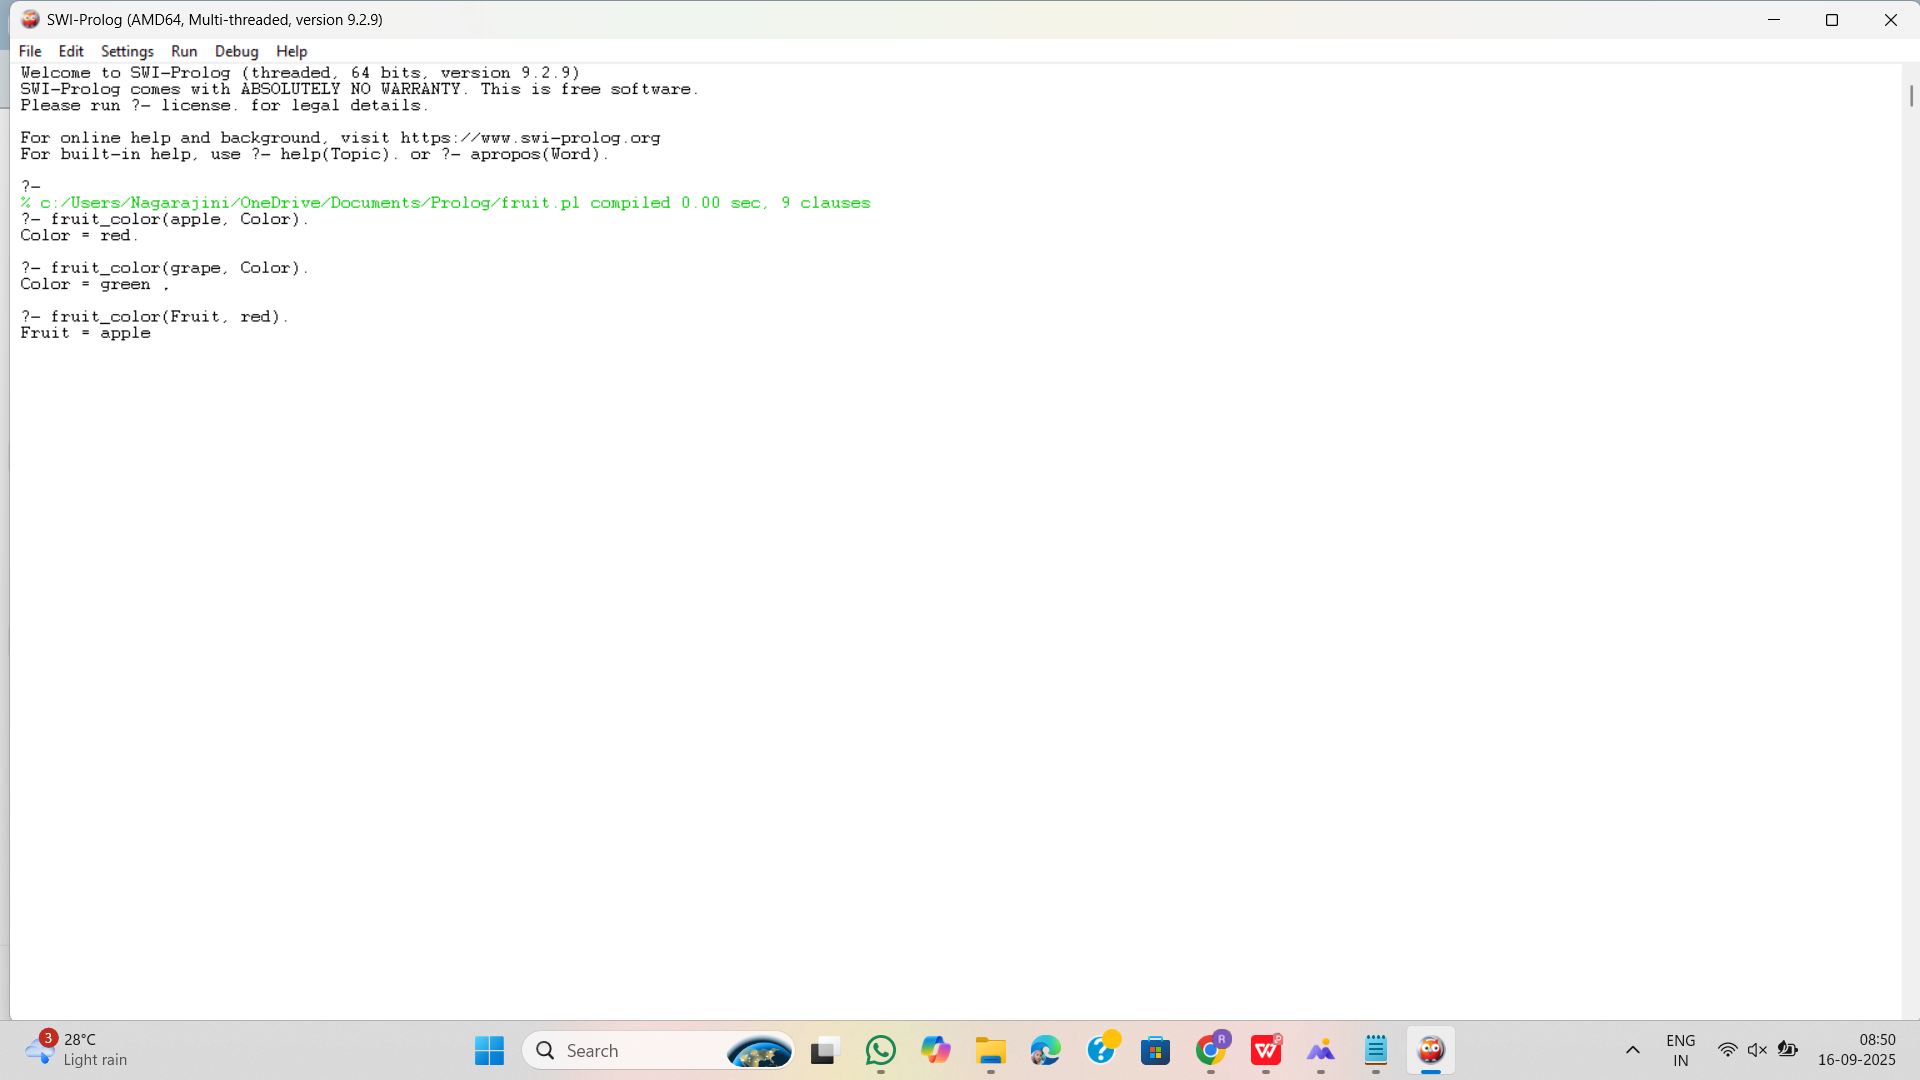 SWI-Prolog (AMD64, Multi-threaded, version 9.2.9)
File Edit Settings Run Debug Help
Welcome to SWI-Prolog (threaded, 64 bits, version 9.2.9)
SWI-Prolog comes with ABSOLUTELY NO WARRANTY. This is free software.
Please run ?- license. for legal details.
For online help and background, visit https://www.swi-prolog.org
For built-in help, use ?- help(Topic). or ?- apropos(Word).
?-
% c:/Users/Nagarajini/OneDrive/Documents/Prolog/fruit.pl compiled 0.00 sec, 9 clauses
?- fruit_color(apple, Color).
Color = red.
?- fruit_color(grape, Color).
Color = green .
?- fruit_color(Fruit, red).
Fruit = apple
3 28°C
Light rain
Search
R
W
ENG
IN
08:50
16-09-2025